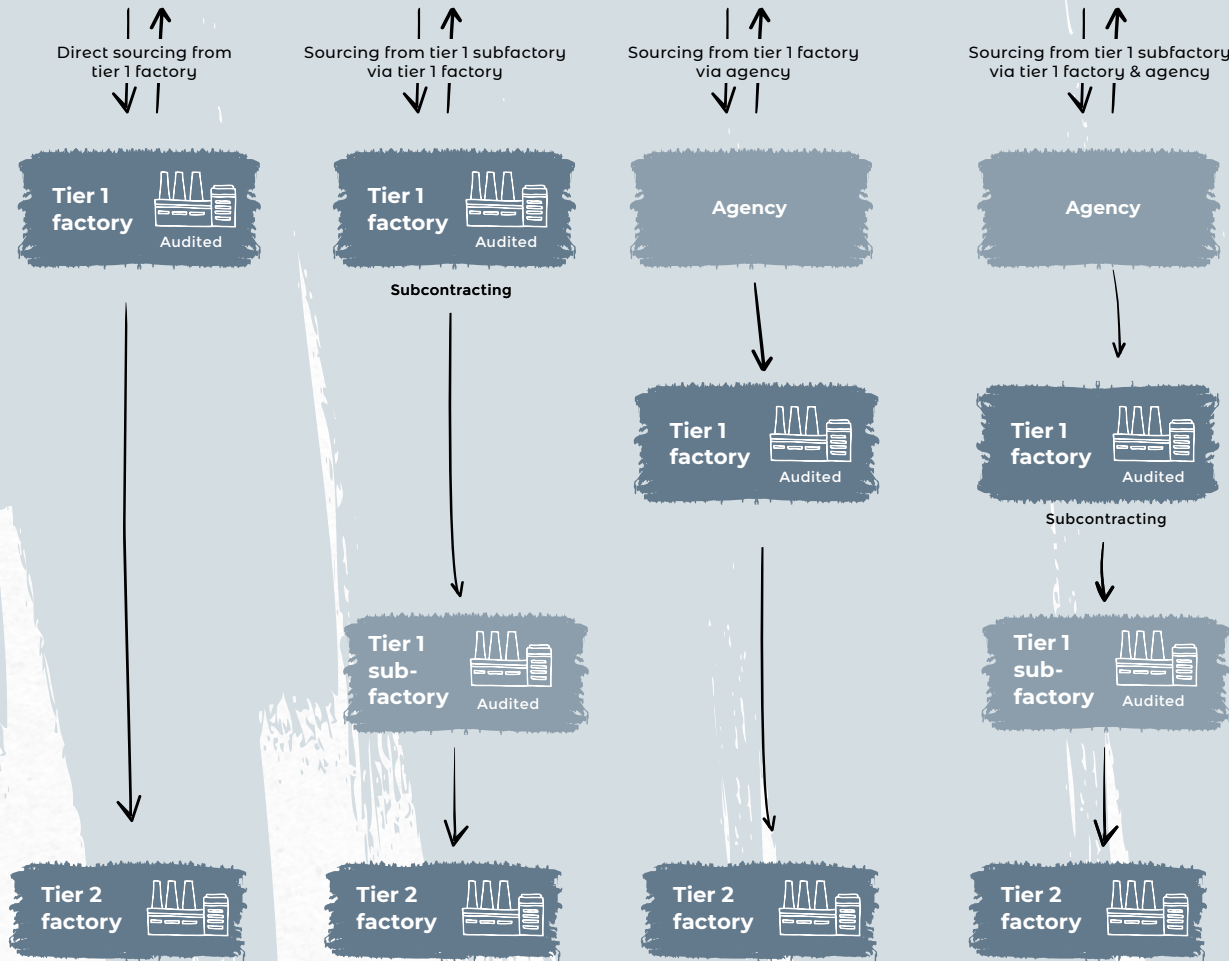 Direct sourcing from
tier 1 factory
Sourcing from tier 1 subfactory
via tier 1 factory
Sourcing from tier 1 factory
via agency
Sourcing from tier 1 subfactory
via tier 1 factory & agency
Tier 1
factory
Audited
Tier 1
factory
Audited
Agency
Agency
Subcontracting
Tier 1
factory
Audited
Tier 1
factory
Audited
Subcontracting
Tier 1
sub-
factory
Audited
Tier 1
sub-
factory
Audited
Tier 2
factory
Tier 2
factory
Tier 2
factory
Tier 2
factory